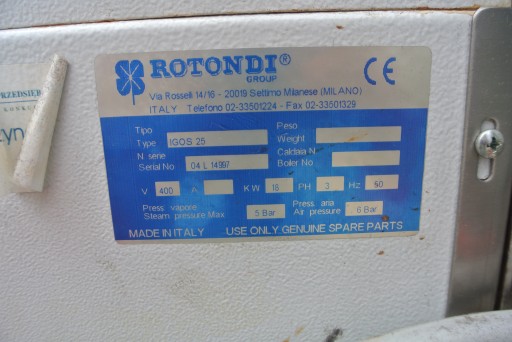 ROTONDI®
GROUP
CE
Via Rosselli 14/16 - 20019 Settimo Milanese (MILANO)
ITALY Telefono 02-33501224 - Fax 02-33501329
Tipo
Type IGOS 25
Peso
Weight
N. serie
Serial No 04 L 14997
Caldaia N.
Boiler No
V 400 A KW 18 PH 3 Hz 50
Press vapore
Steam pressure Max 5 Bar
Press aria
Air pressure 6 Bar
MADE IN ITALY USE ONLY GENUINE SPARE PARTS
RZEDSIEB